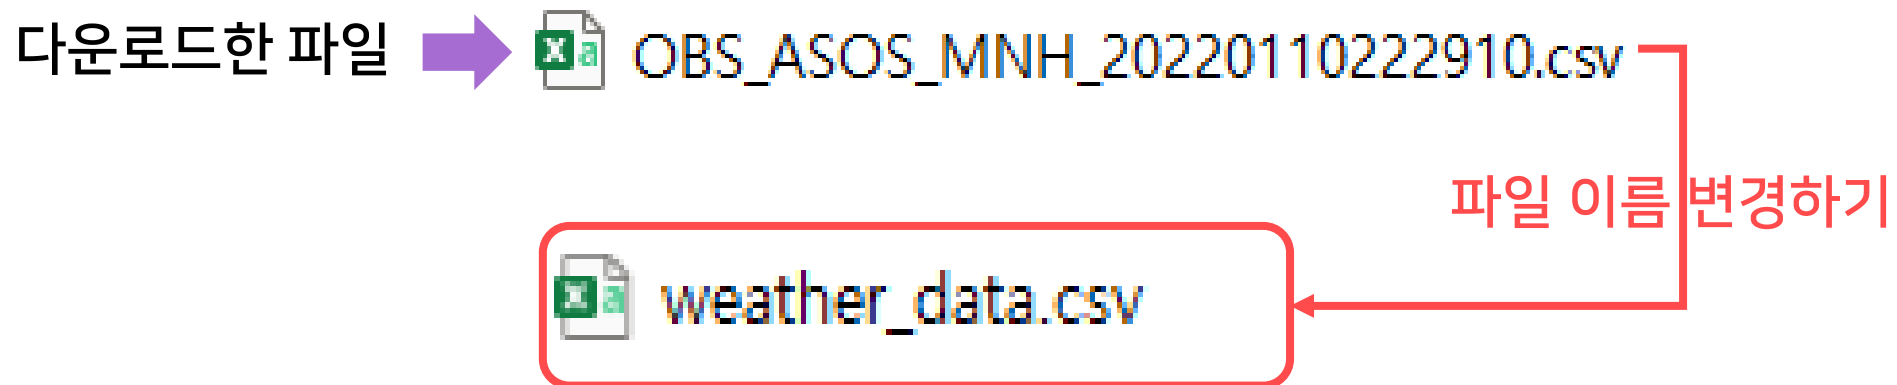 다운로드한 파일 OBS_ASOS_MNH_20220110222910.csv
파일 이름 변경하기
weather_data.csv